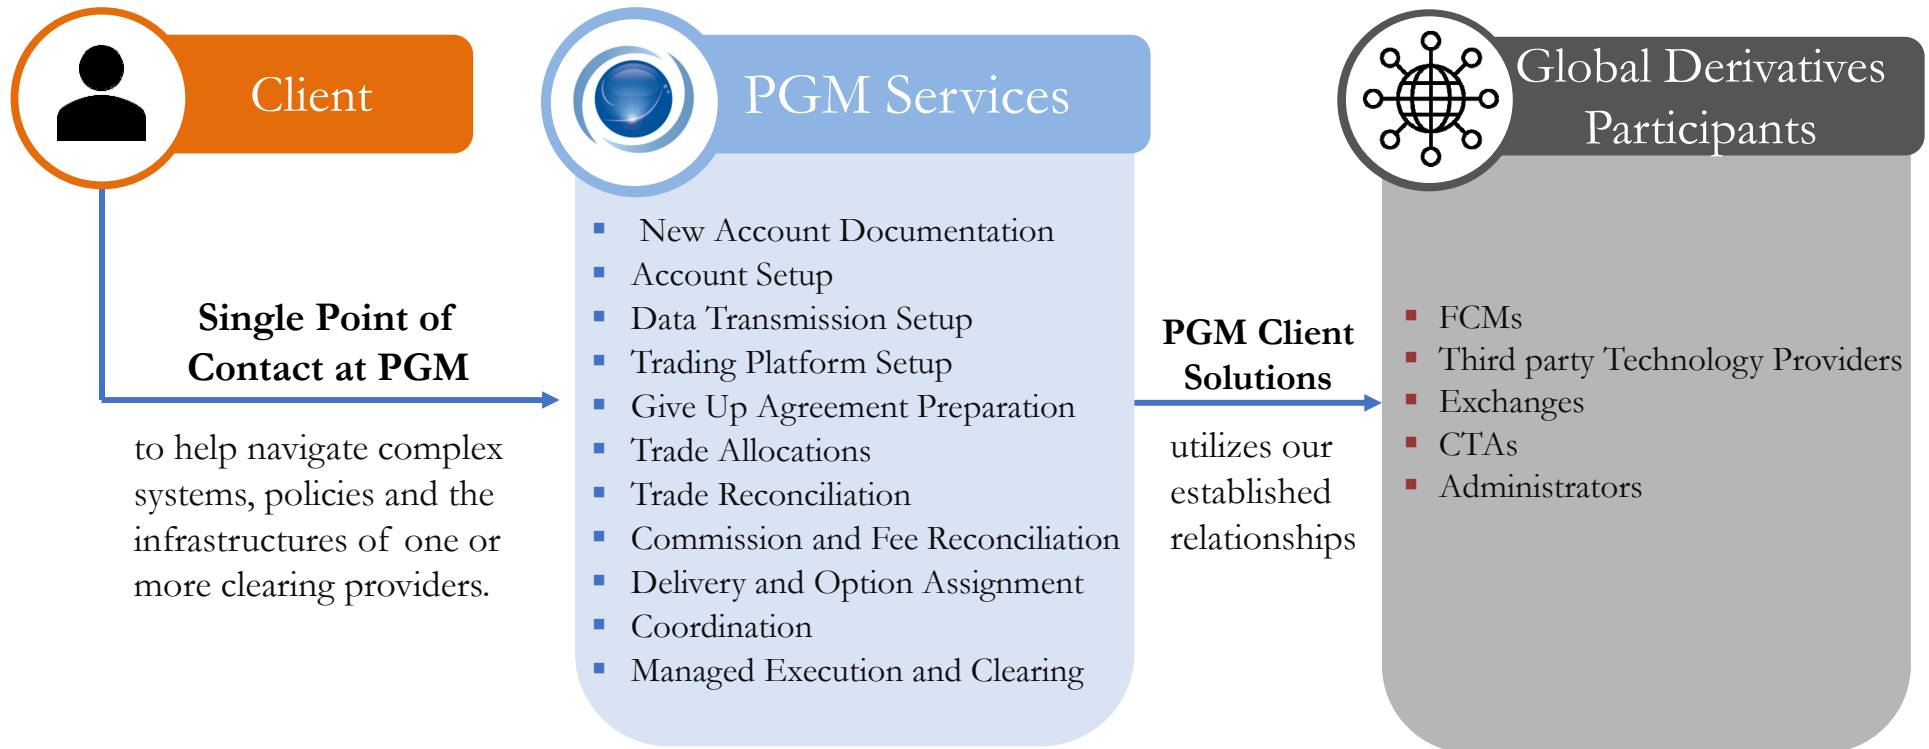 Client
Single Point of
Contact at PGM
to help navigate complex
systems, policies and the
infrastructures of one or
more clearing providers.
PGM Services
New Account Documentation
Account Setup
Data Transmission Setup
Trading Platform Setup
Give Up Agreement Preparation
Trade Allocations
Trade Reconciliation
Commission and Fee Reconciliation
Delivery and Option Assignment
Coordination
Managed Execution and Clearing
PGM Client
Solutions
utilizes our
established
relationships
Global Derivatives
Participants
FCMs
Third party Technology Providers
Exchanges
CTAs
Administrators